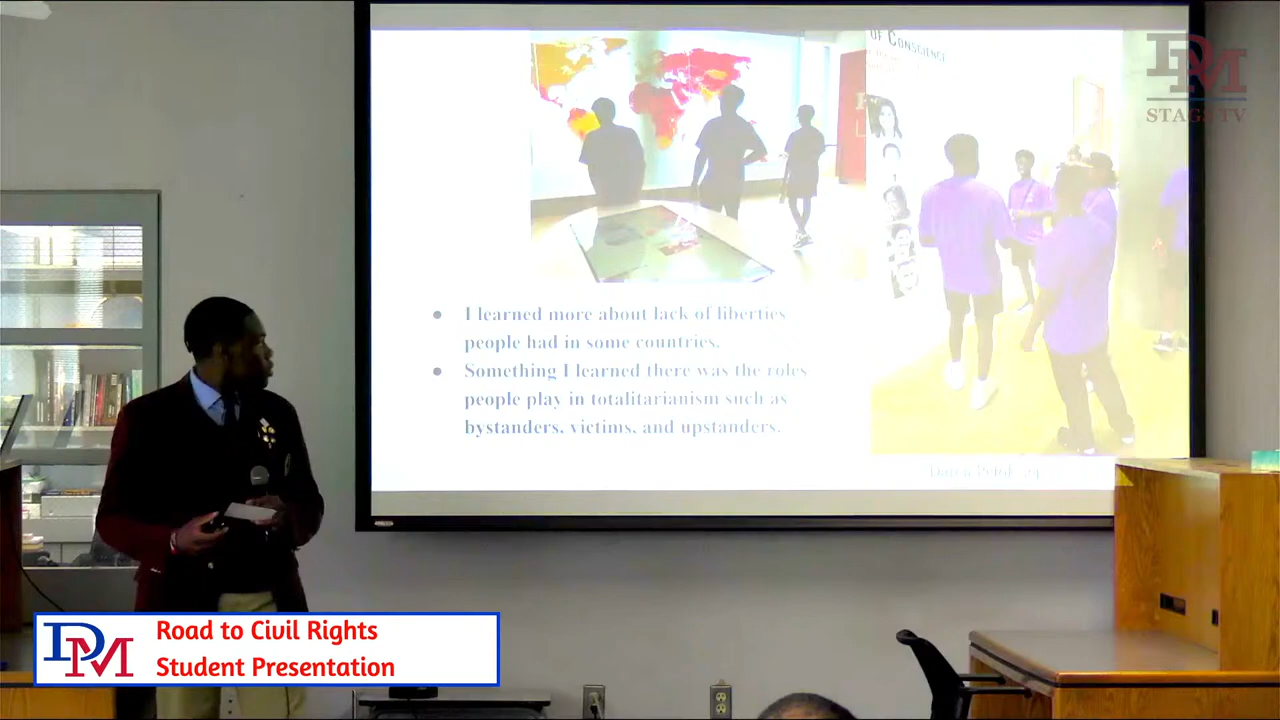 OF CONSCIENCE
DM
STAGE TV
● I learned more about lack of liberties
people had in some countries.
● Something I learned there was the roles
people play in totalitarianism such as
bystanders, victims, and upstanders.
DM
Road to Civil Rights
Student Presentation